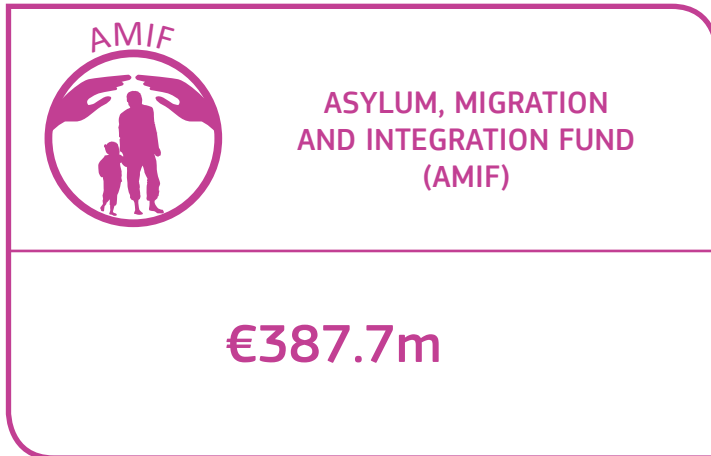 AMIF
ASYLUM, MIGRATION
AND INTEGRATION FUND
(AMIF)
€387.7m